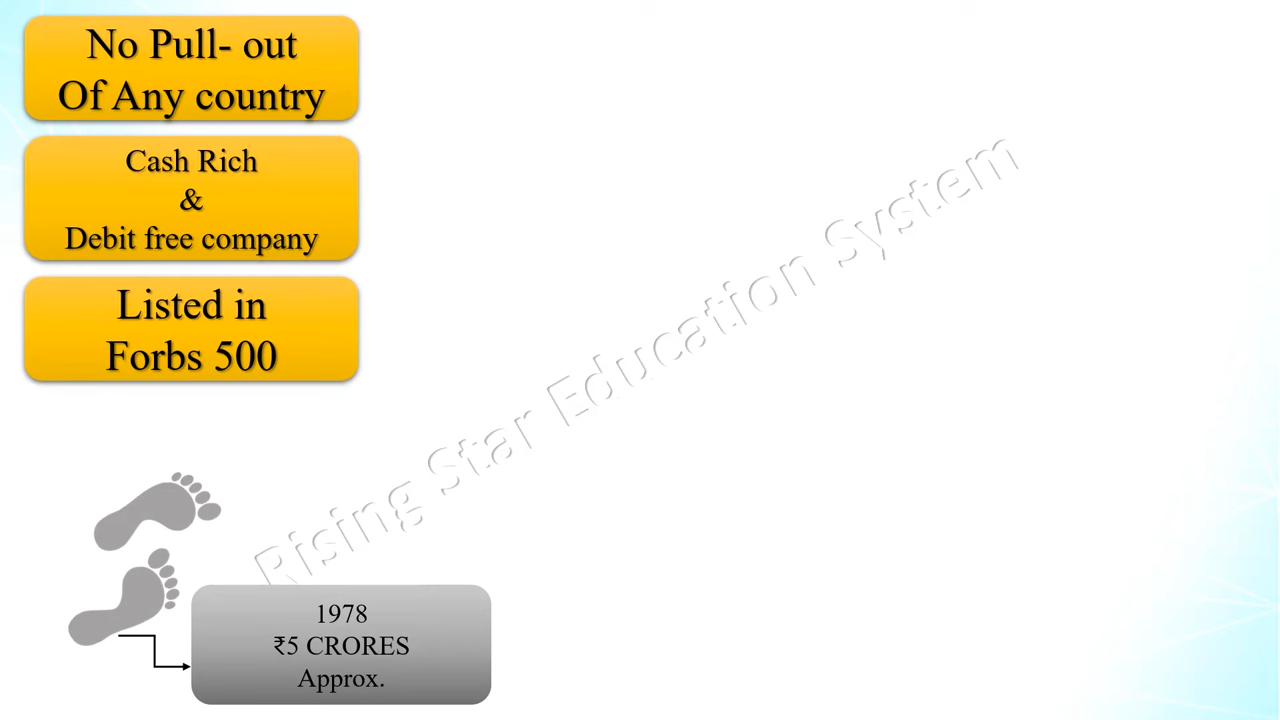 No Pull- out
Of Any country
Cash Rich
&
Debit free company
Listed in
Forbs 500
Rising Star Education System
1978
₹5 CRORES
Approx.